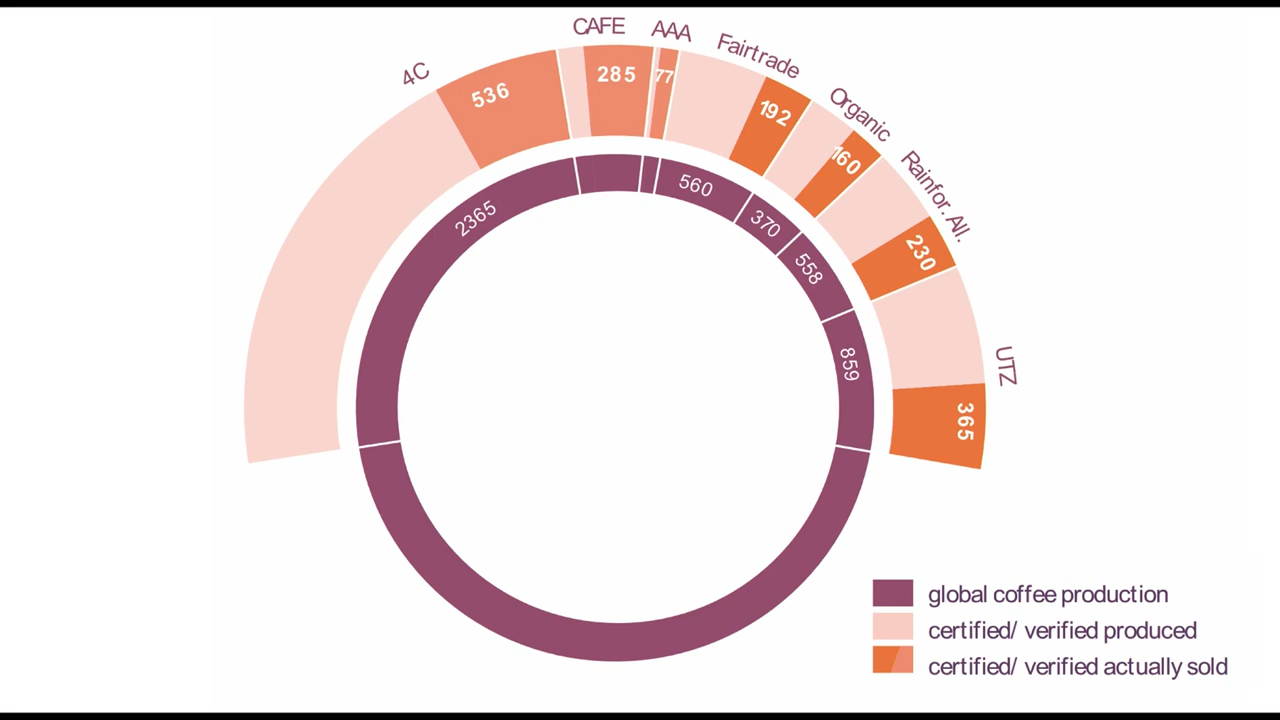 CAFE
AAA
4C
Fairtrade
285
77
536
192
Organic
160
Rainfor. All.
560
2365
370
230
558
859
UTZ
365
global coffee production
certified/ verified produced
certified/ verified actually sold